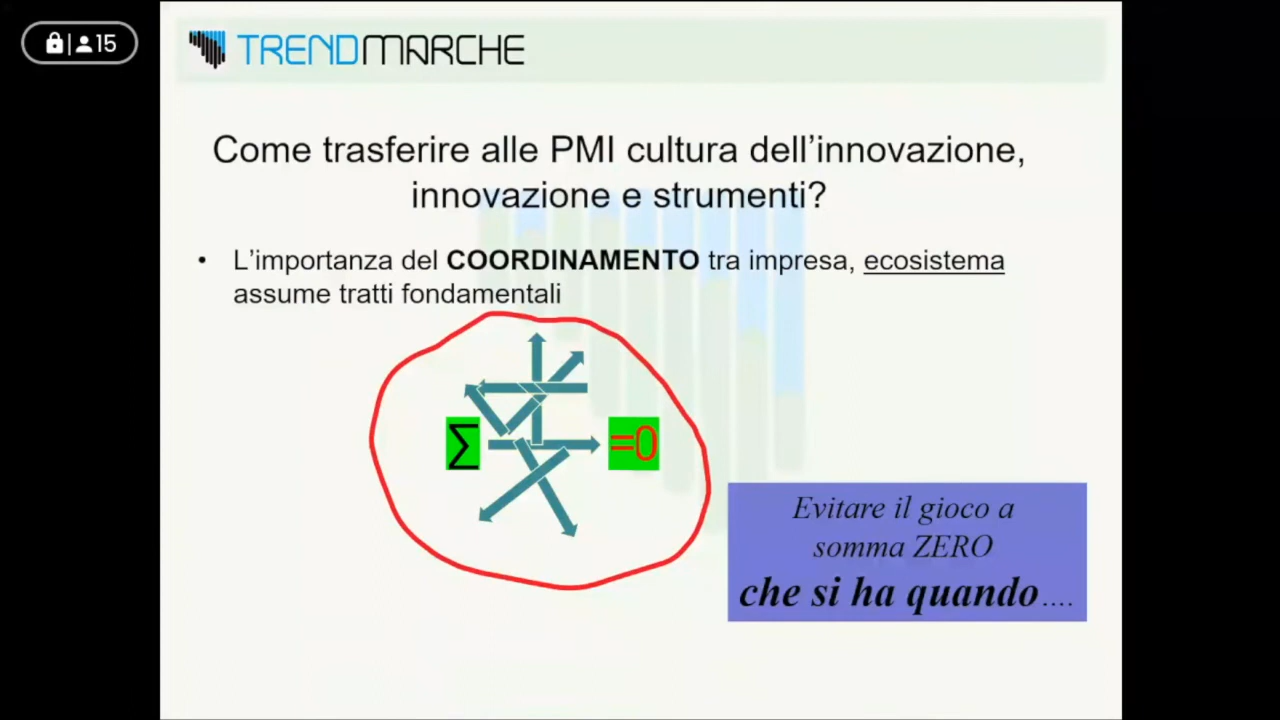 15
TRENDMARCHE
Come trasferire alle PMI cultura dell’innovazione,
innovazione e strumenti?
• L’importanza del COORDINAMENTO tra impresa, ecosistema
assume tratti fondamentali
∑ =0
Evitare il gioco a
somma ZERO
che si ha quando....